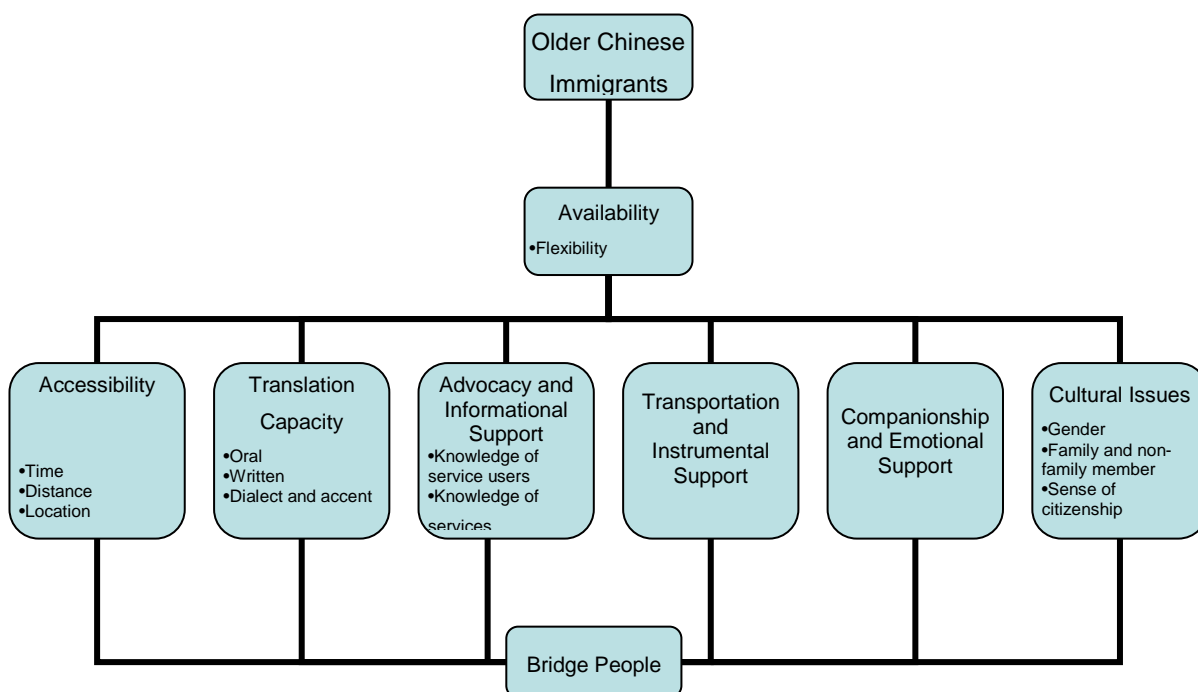 Older Chinese
Immigrants
Availability
•Flexibility
Accessibility
•Time
•Distance
•Location
Translation
Capacity
•Oral
•Written
•Dialect and accent
Advocacy and
Informational
Support
•Knowledge of
service users
•Knowledge of
services
Transportation
and
Instrumental
Support
Companionship
and Emotional
Support
Cultural Issues
•Gender
•Family and non-
family member
•Sense of
citizenship
Bridge People